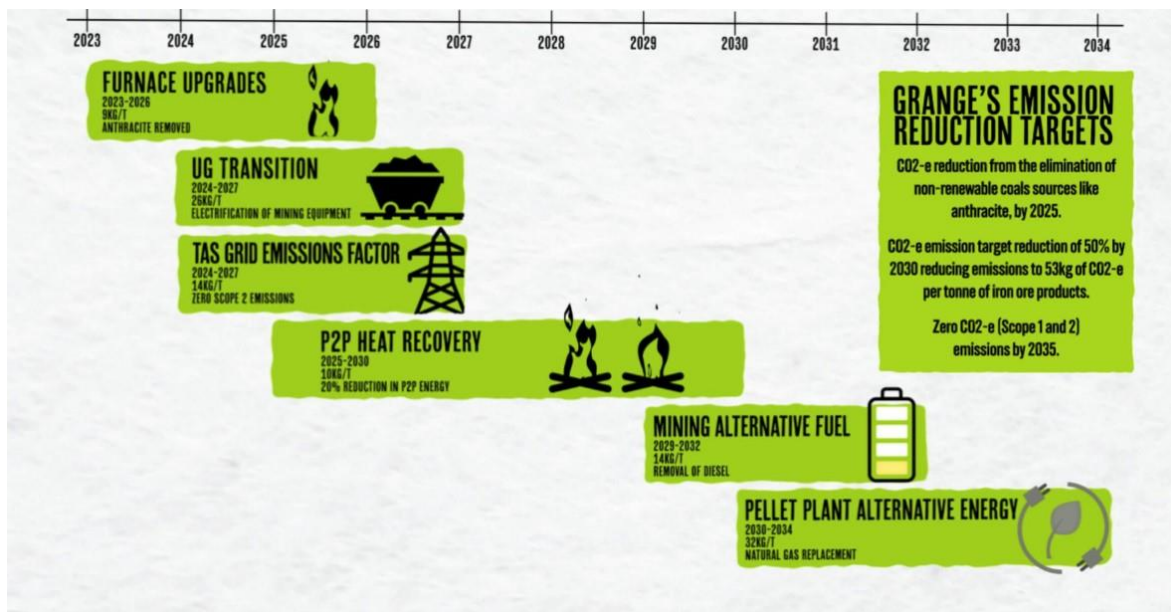 2023 2024 2025 2026 2027 2028 2029 2030 2031 2032 2033 2034
FURNACE UPGRADES
2023-2026
9KG/T
ANTHRACITE REMOVED
UG TRANSITION
2024-2027
26KG/T
ELECTRIFICATION OF MINING EQUIPMENT
TAS GRID EMISSIONS FACTOR
2024-2027
14KG/T
ZERO SCOPE 2 EMISSIONS
P2P HEAT RECOVERY
2025-2030
10KG/T
20% REDUCTION IN P2P ENERGY
MINING ALTERNATIVE FUEL
2029-2032
14KG/T
REMOVAL OF DIESEL
PELLET PLANT ALTERNATIVE ENERGY
2030-2034
32KG/T
NATURAL GAS REPLACEMENT
GRANGE'S EMISSION
REDUCTION TARGETS
CO2-e reduction from the elimination of
non-renewable coals sources like
anthracite, by 2025.
CO2-e emission target reduction of 50% by
2030 reducing emissions to 53kg of CO2-e
per tonne of iron ore products.
Zero CO2-e (Scope 1 and 2)
emissions by 2035.